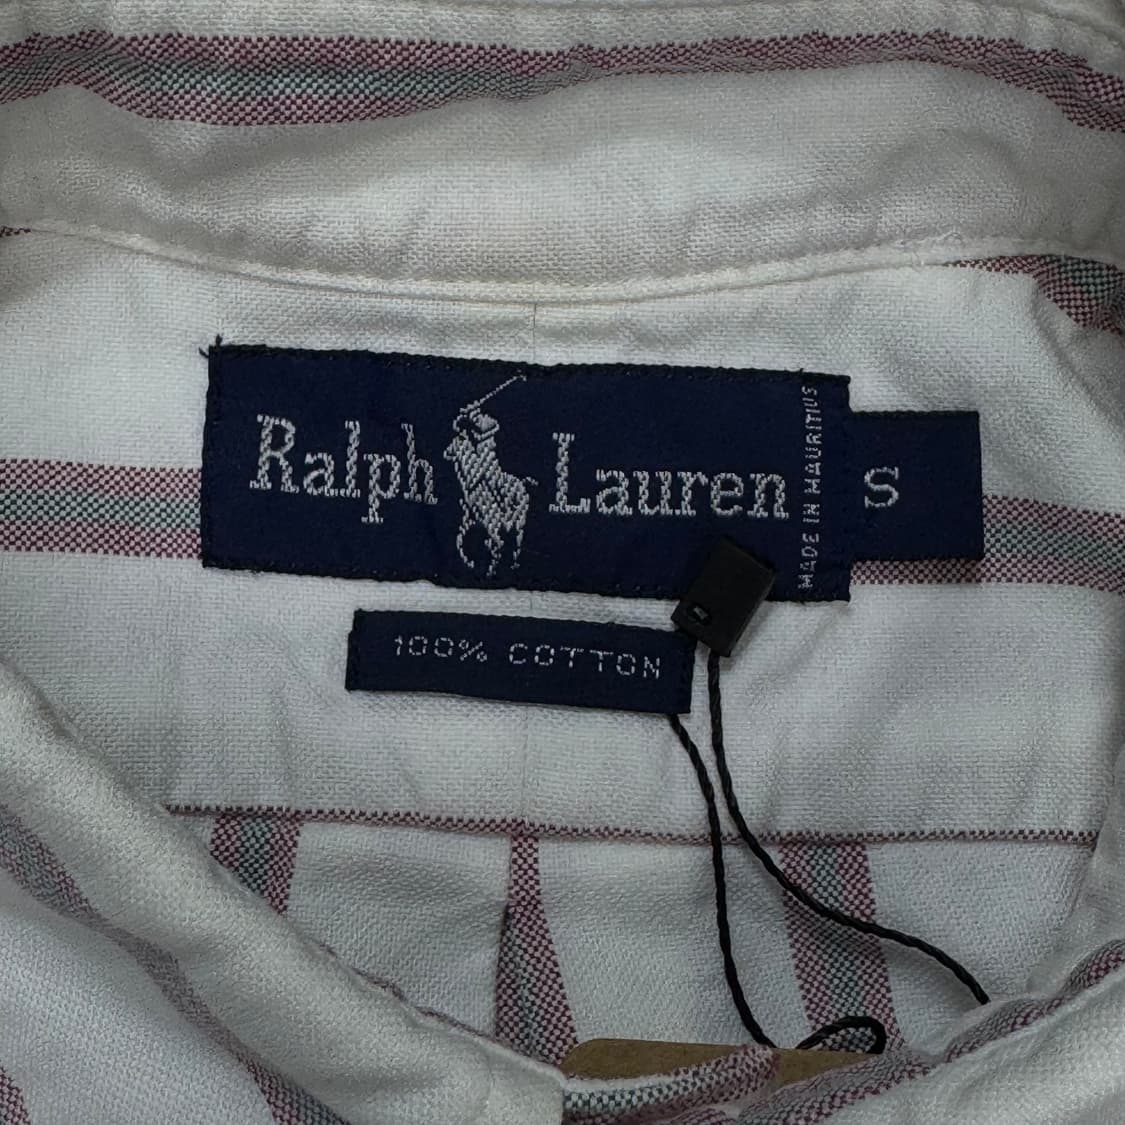 Ralph Lauren
MADE IN MAURITIUS
S
100% COTTON